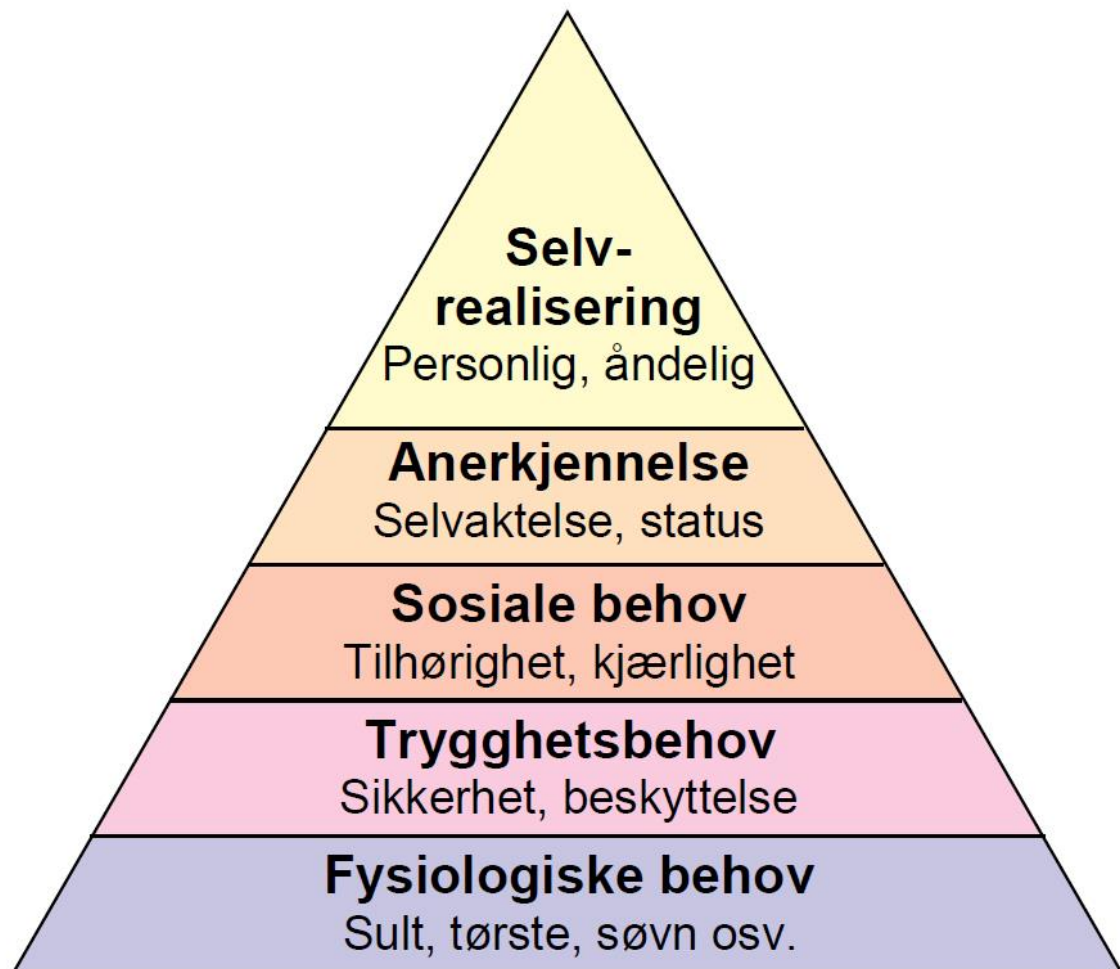 Selv-
realisering
Personlig, åndelig
Anerkjennelse
Selvaktelse, status
Sosiale behov
Tilhørighet, kjærlighet
Trygghetsbehov
Sikkerhet, beskyttelse
Fysiologiske behov
Sult, tørste, søvn osv.